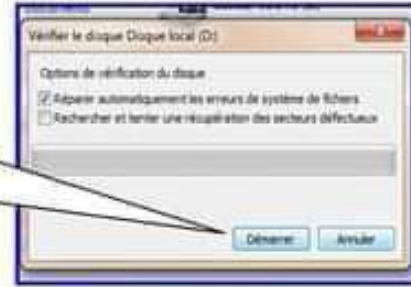 Vérifier le disque Disque local (D:)
Options de vérification du disque
Réparer automatiquement les erreurs de système de fichiers
Rechercher et tenter une récupération des secteurs défectueux
Démarrer
Annuler